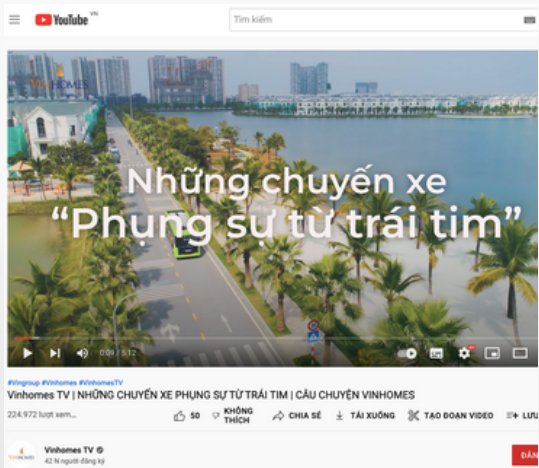 YouTube VN
Tìm kiếm
VINHOMES
Những chuyến xe
“Phụng sự từ trái tim”
0:09 / 5:12
#Vingroup #Vinhomes #VinhomesTV
Vinhomes TV | NHỮNG CHUYẾN XE PHỤNG SỰ TỪ TRÁI TIM | CÂU CHUYỆN VINHOMES
224.972 lượt xem...
50
KHÔNG THÍCH
CHIA SẺ
TẢI XUỐNG
TẠO ĐOẠN VIDEO
LƯU
VINHOMES
Vinhomes TV
42 N người đăng ký
ĐĂN